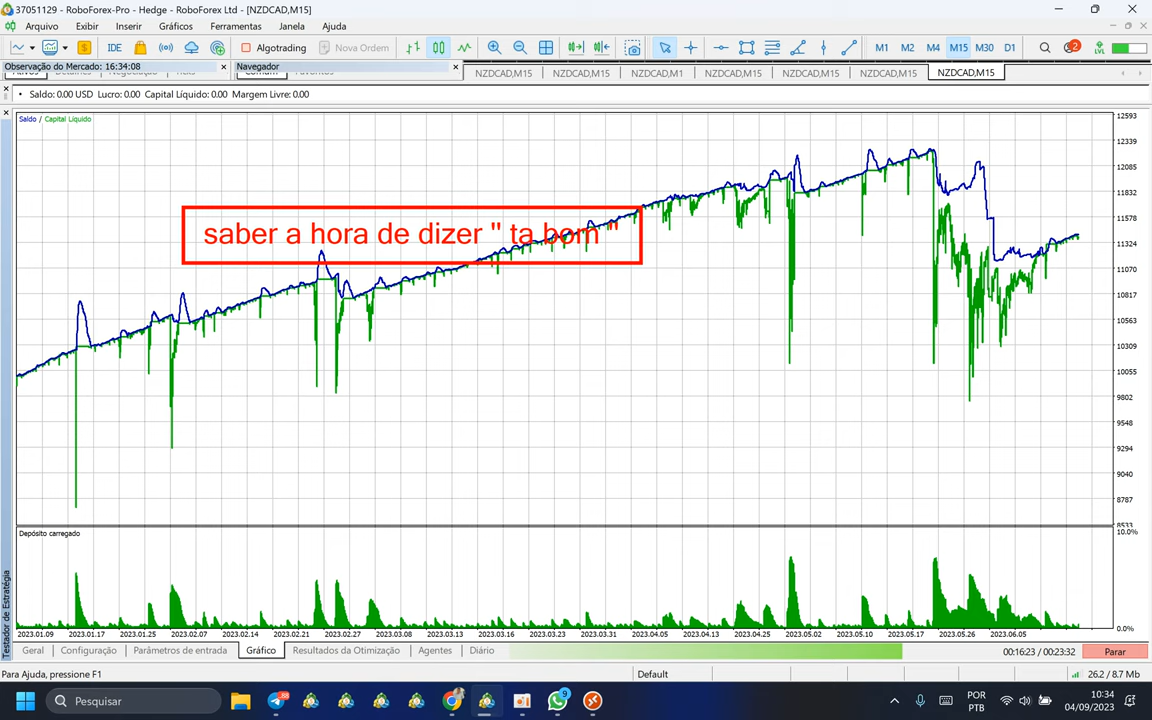 37051129 - RoboForex-Pro - Hedge - RoboForex Ltd - [NZDCAD,M15]
Arquivo Exibir Inserir Gráficos Ferramentas Janela Ajuda
IDE Algotrading Nova Ordem M1 M2 M4 M15 M30 D1 2 LVL
Observação do Mercado: 16:34:08 Navegador
NZDCAD,M15 NZDCAD,M15 NZDCAD,M1 NZDCAD,M15 NZDCAD,M15 NZDCAD,M15 NZDCAD,M15
Saldo: 0.00 USD Lucro: 0.00 Capital Líquido: 0.00 Margem Livre: 0.00
Saldo / Capital Líquido
12593
12339
12085
11832
11578
11324
11070
10817
10563
10309
10055
9802
9548
9294
9040
8787
8533
saber a hora de dizer " ta bom "
Depósito carregado
10.0%
0.0%
2023.01.09 2023.01.17 2023.01.25 2023.02.07 2023.02.14 2023.02.21 2023.02.27 2023.03.08 2023.03.13 2023.03.16 2023.03.23 2023.03.31 2023.04.05 2023.04.13 2023.04.25 2023.05.02 2023.05.10 2023.05.17 2023.05.26 2023.06.05
Testador de Estratégia
Geral Configuração Parâmetros de entrada Gráfico Resultados da Otimização Agentes Diário 00:16:23 / 00:23:32 Parar
Para Ajuda, pressione F1 Default 26.2 / 8.7 Mb
Pesquisar 9 POR 10:34
PTB 04/09/2023